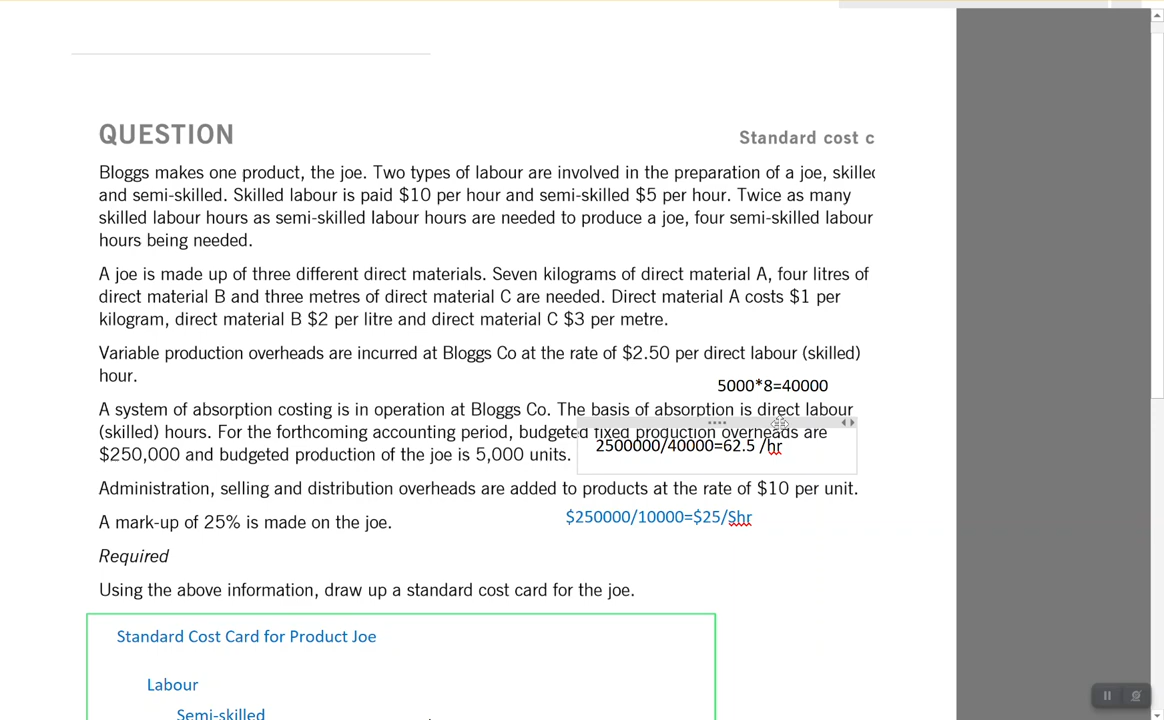 QUESTION
Standard cost c
Bloggs makes one product, the joe. Two types of labour are involved in the preparation of a joe, skilled
and semi-skilled. Skilled labour is paid $10 per hour and semi-skilled $5 per hour. Twice as many
skilled labour hours as semi-skilled labour hours are needed to produce a joe, four semi-skilled labour
hours being needed.
A joe is made up of three different direct materials. Seven kilograms of direct material A, four litres of
direct material B and three metres of direct material C are needed. Direct material A costs $1 per
kilogram, direct material B $2 per litre and direct material C $3 per metre.
Variable production overheads are incurred at Bloggs Co at the rate of $2.50 per direct labour (skilled)
hour.
5000*8=40000
A system of absorption costing is in operation at Bloggs Co. The basis of absorption is direct labour
(skilled) hours. For the forthcoming accounting period, budgeted fixed production overheads are
2500000/40000=62.5 /hr
$250,000 and budgeted production of the joe is 5,000 units.
Administration, selling and distribution overheads are added to products at the rate of $10 per unit.
A mark-up of 25% is made on the joe.
$250000/10000=$25/Shr
Required
Using the above information, draw up a standard cost card for the joe.
Standard Cost Card for Product Joe
Labour
Semi-skilled